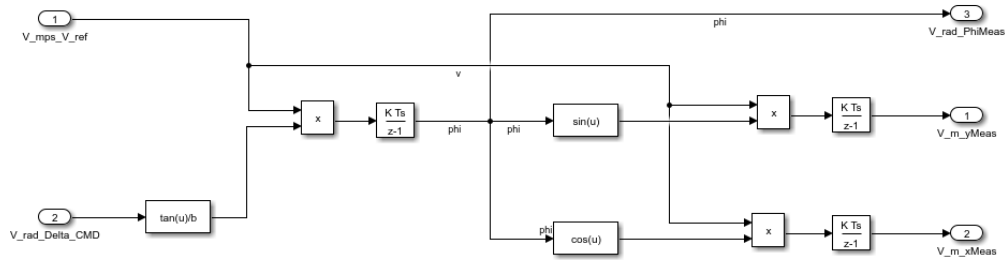 1
V_mps_V_ref
phi
3
V_rad_PhiMeas
v
x
K Ts
z-1
phi
phi
sin(u)
x
K Ts
z-1
1
V_m_yMeas
2
V_rad_Delta_CMD
tan(u)/b
phi
cos(u)
x
K Ts
z-1
2
V_m_xMeas